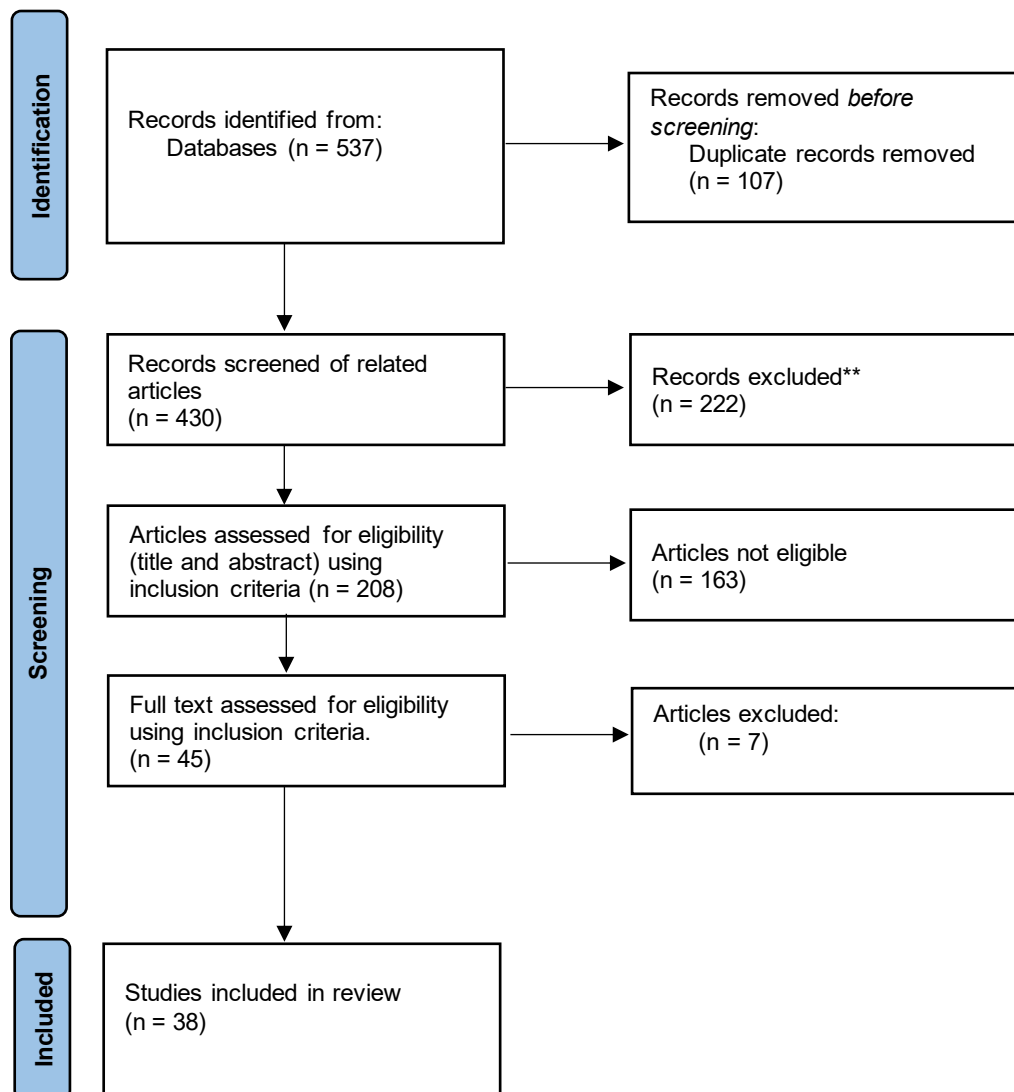 Identification
Records identified from:
Databases (n = 537)
Records removed before
screening:
Duplicate records removed
(n = 107)
Screening
Records screened of related
articles
(n = 430)
Records excluded**
(n = 222)
Articles assessed for eligibility
(title and abstract) using
inclusion criteria (n = 208)
Articles not eligible
(n = 163)
Full text assessed for eligibility
using inclusion criteria.
(n = 45)
Articles excluded:
(n = 7)
Included
Studies included in review
(n = 38)